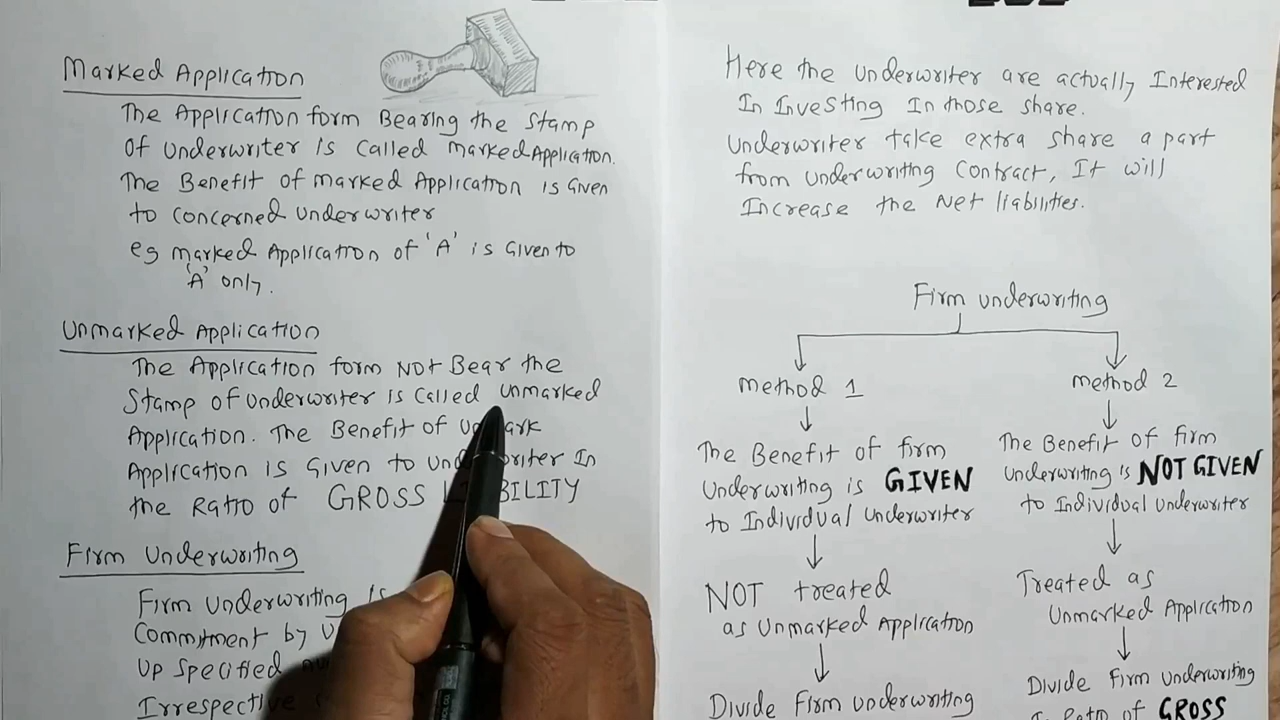 Marked Application
The Application form Bearing the Stamp
of underwriter is called marked Application.
The Benefit of marked Application is Given
to concerned underwriter
eg marked Application of 'A' is Given to
'A' only.
Unmarked Application
The Application form NOT Bear the
Stamp of underwriter is called unmarked
Application. The Benefit of
Application is Given to In
the Ratio of GROSS
Firm Underwriting
Firm Underwriting
Commitment by
Up Specified
Irrespective
Here the underwriter are actually Interested
In Investing In those share.
Underwriter take extra share a part
from underwriting contract, It will
Increase the Net liabilities.
Firm underwriting
method 1
The Benefit of firm
Underwriting is GIVEN
to Individual underwriter
NOT treated
as unmarked Application
Divide Firm underwriting
method 2
The Benefit of firm
Underwriting is NOT GIVEN
to Individual underwriter
Treated as
Unmarked Application
Divide firm underwriting
In Ratio of GROSS